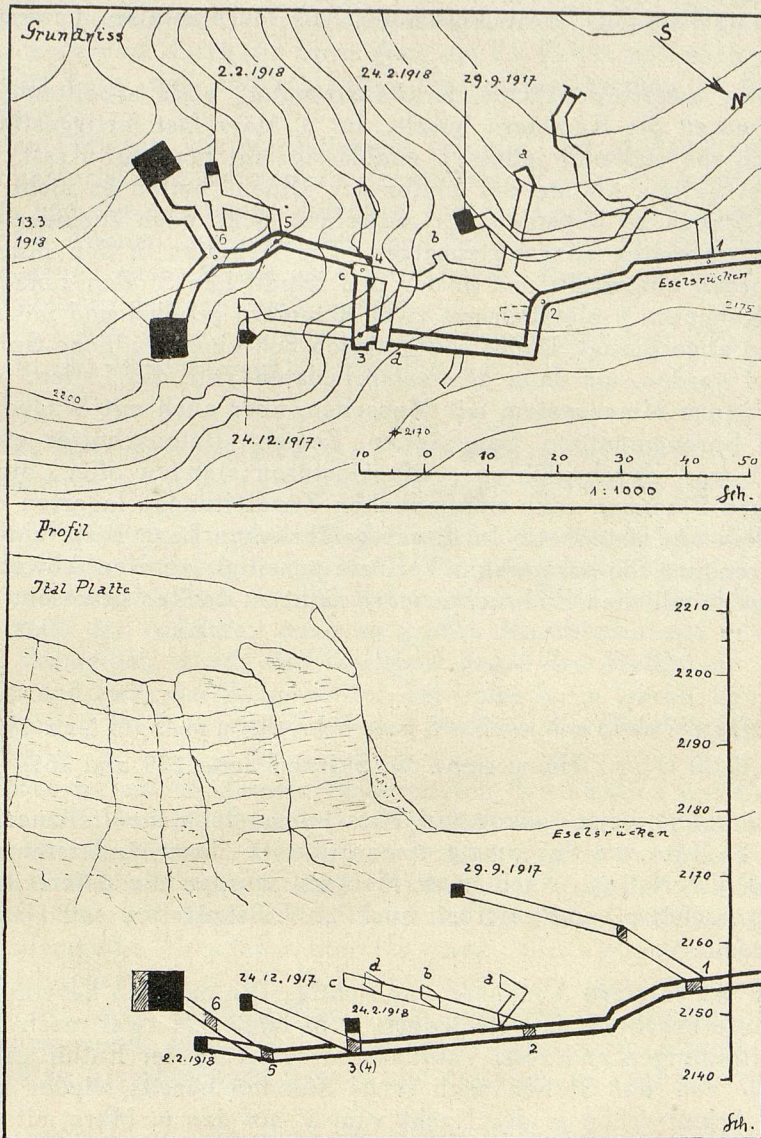 Grundriss
2.2.1918
24.2.1918
29.9.1917
S
N
a
13.3
1918
5
6
b
4
c
1
Eselsrücken
2
2175
3
d
2200
24.12.1917.
2170
10 0 10 20 30 40 50
1:1000
Sch.
Profil
Ital Platte
2210
2200
2190
2180
Eselsrücken
2170
29.9.1917
2160
1
24 12.1917
d
c
b
a
6
24.2.1918
2150
2.2.1918
5
3(4)
2
2140
Sch.